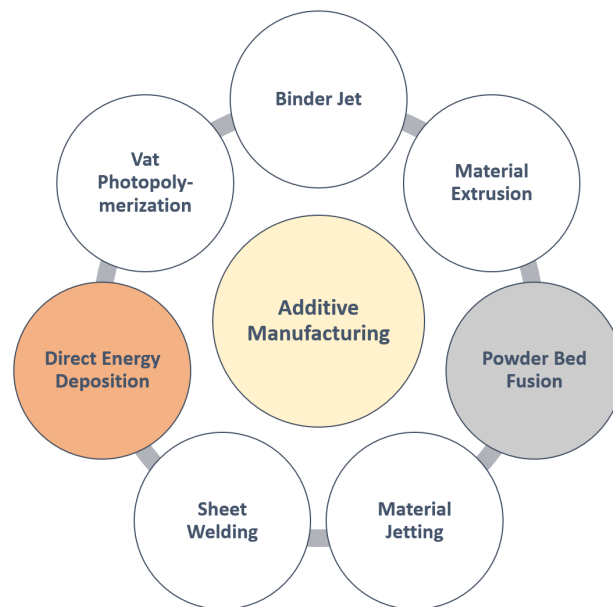 Binder Jet
Vat
Photopoly-
merization
Material
Extrusion
Additive
Manufacturing
Direct Energy
Deposition
Powder Bed
Fusion
Sheet
Welding
Material
Jetting